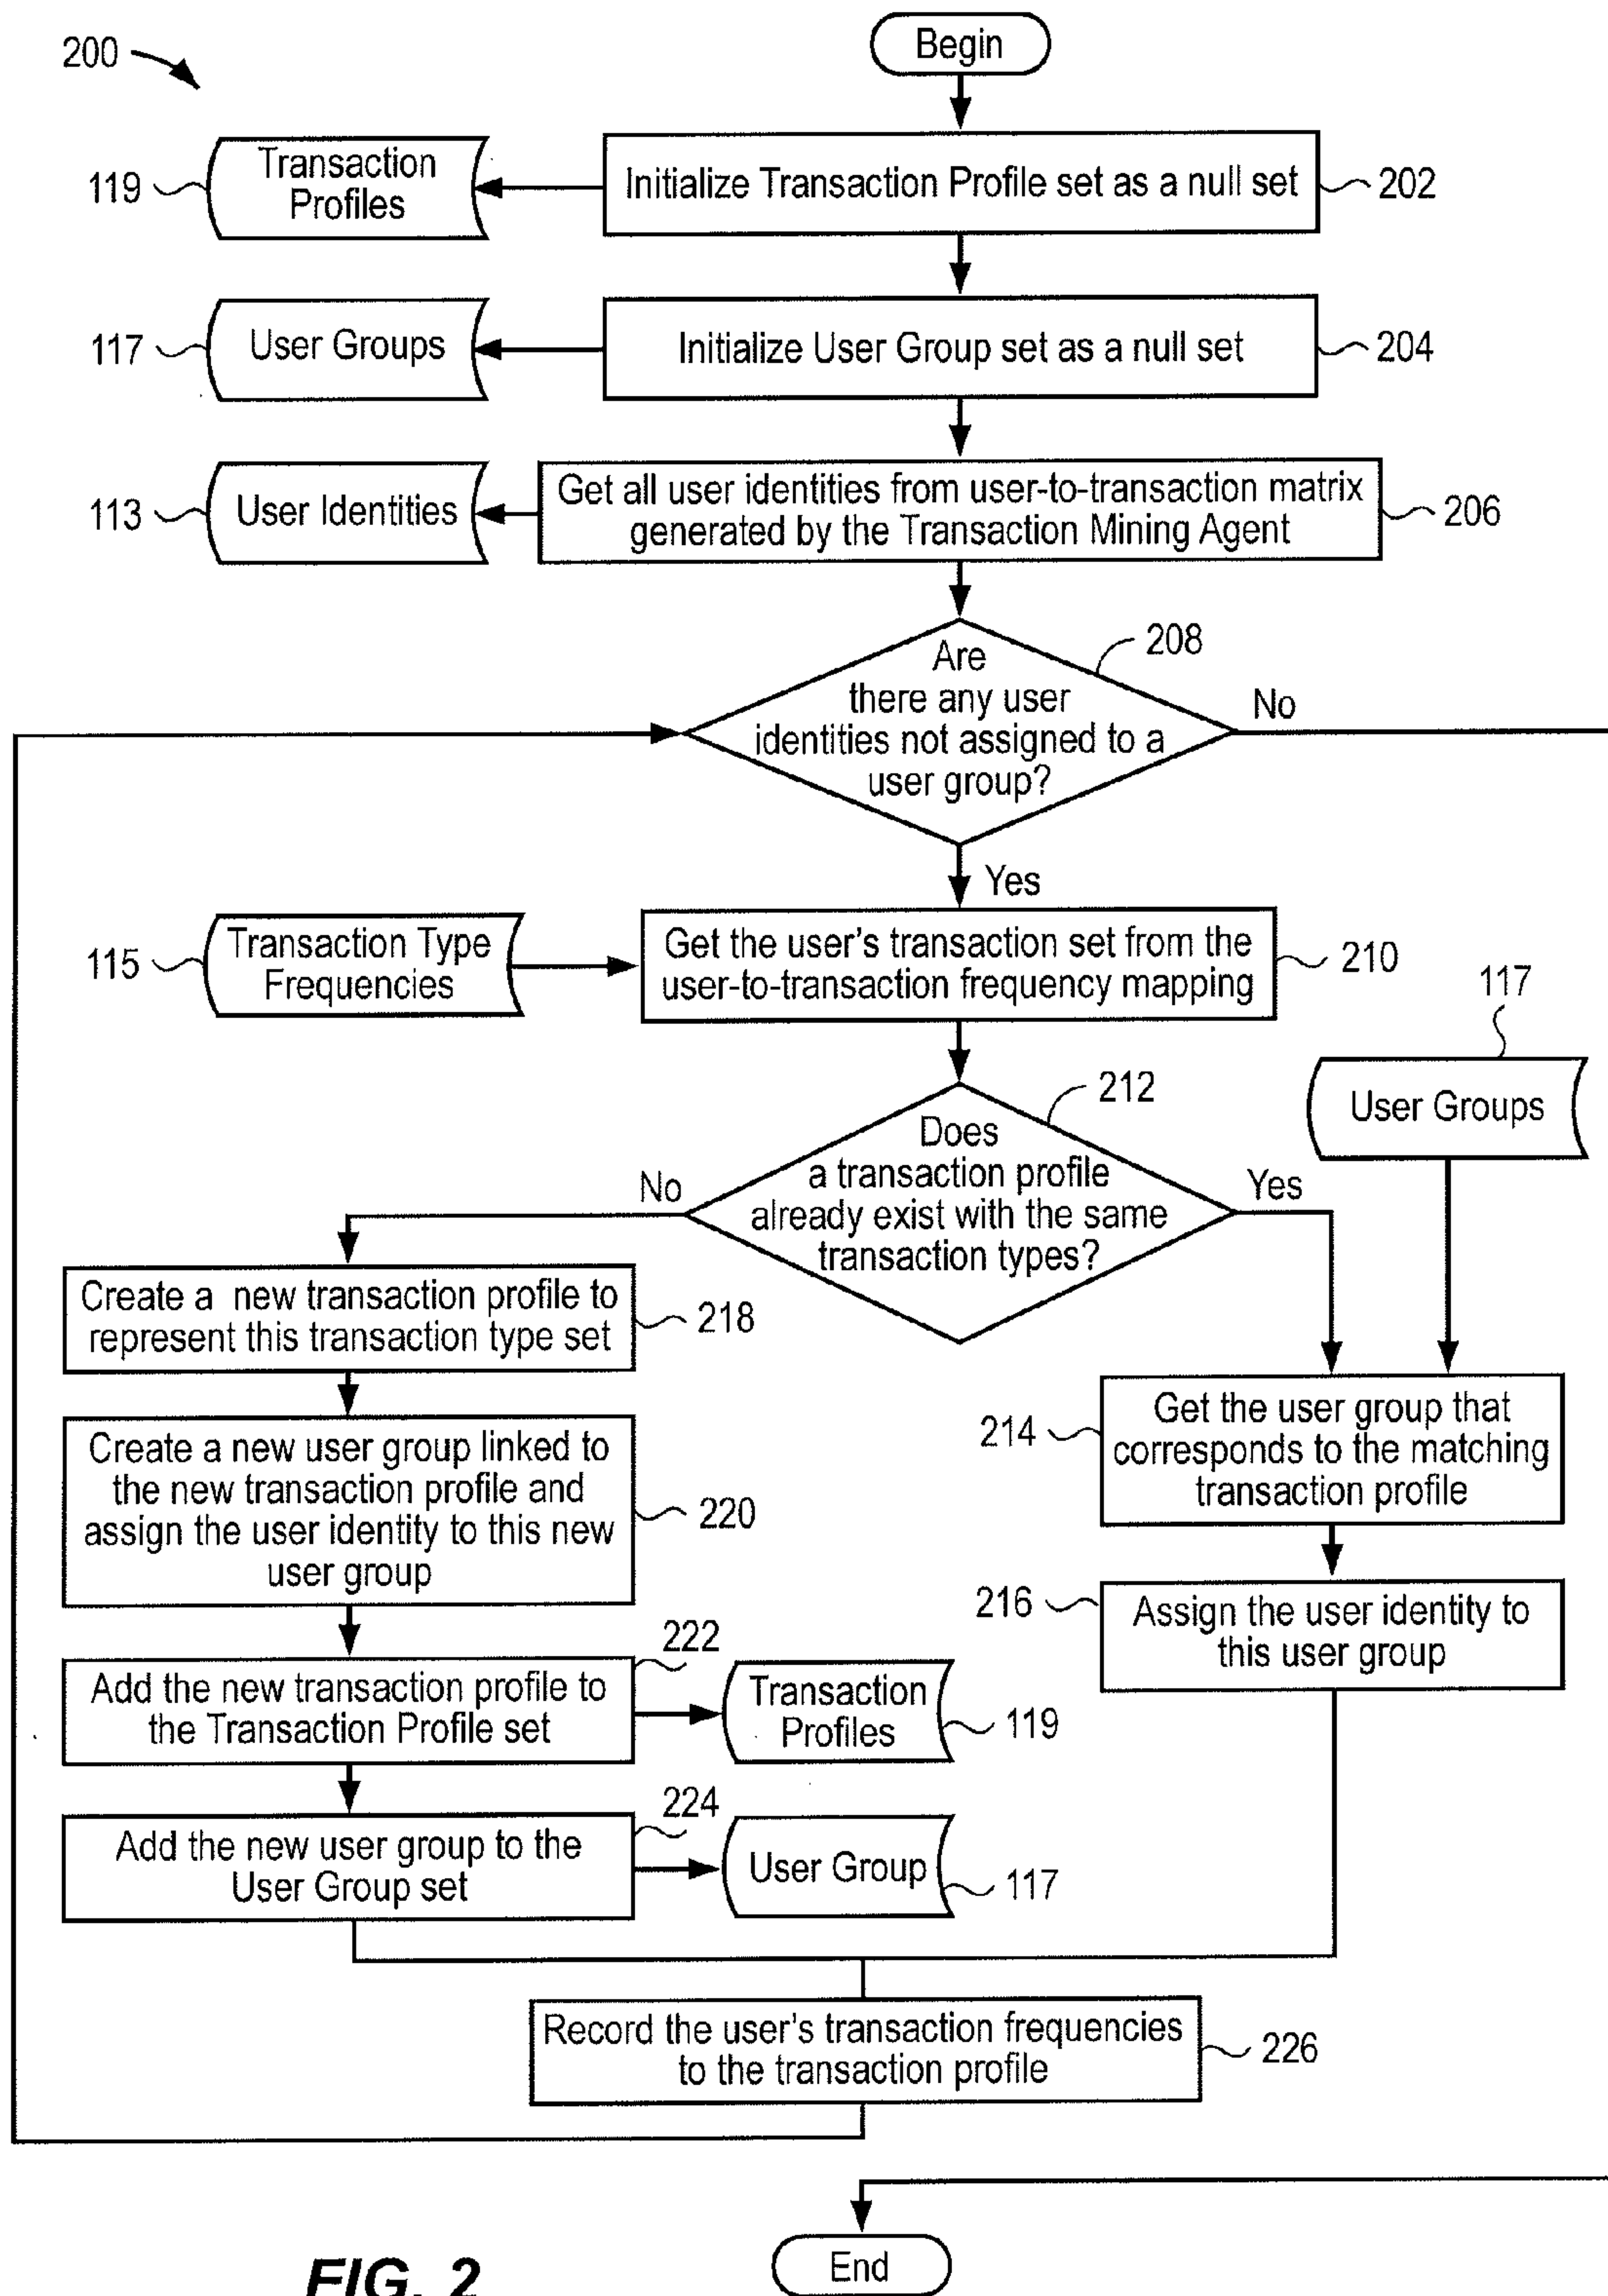 200
Begin
Transaction
Profiles
119
Initialize Transaction Profile set as a null set
202
User Groups
117
Initialize User Group set as a null set
204
User Identities
113
Get all user identities from user-to-transaction matrix
generated by the Transaction Mining Agent
206
Are
there any user
identities not assigned to a
user group?
208
No
Yes
Transaction Type
Frequencies
115
Get the user's transaction set from the
user-to-transaction frequency mapping
210
117
User Groups
Does
a transaction profile
already exist with the same
transaction types?
212
No
Yes
Create a new transaction profile to
represent this transaction type set
218
Get the user group that
corresponds to the matching
transaction profile
214
Create a new user group linked to
the new transaction profile and
assign the user identity to this new
user group
220
Assign the user identity to
this user group
216
Add the new transaction profile to
the Transaction Profile set
222
Transaction
Profiles
119
Add the new user group to the
User Group set
224
User Group
117
Record the user's transaction frequencies
to the transaction profile
226
End
FIG. 2